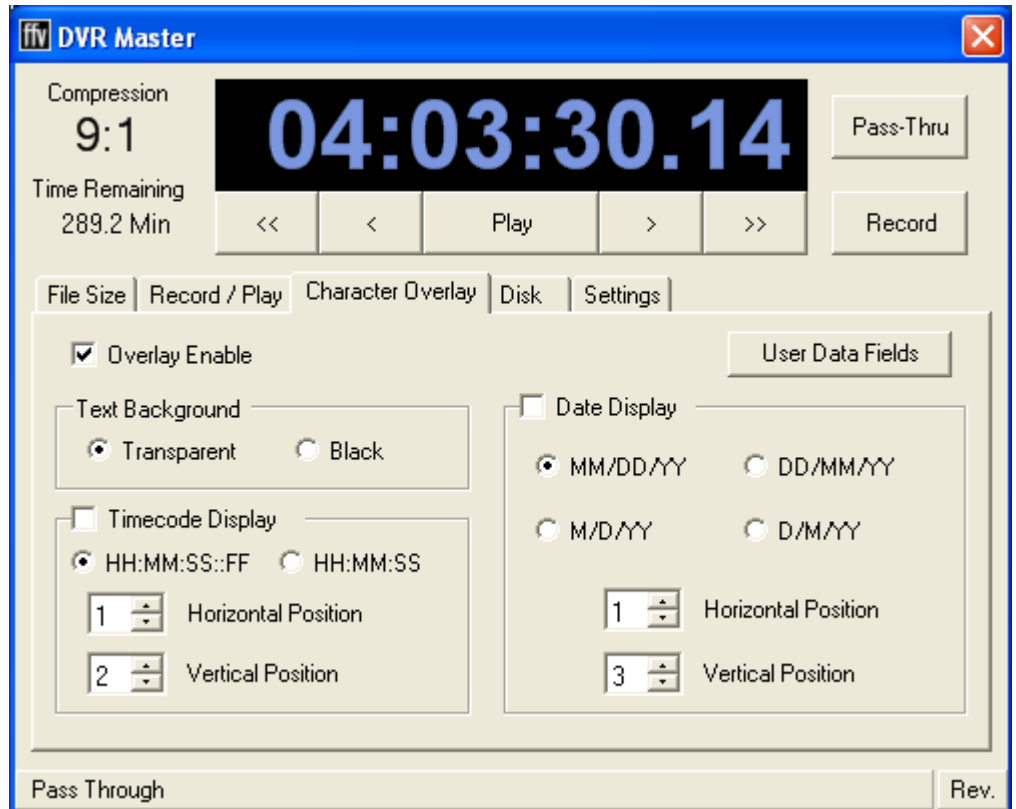 ffv DVR Master
Compression
9:1
Time Remaining
289.2 Min
04:03:30.14
<< < Play > >>
Pass-Thru
Record
File Size Record / Play Character Overlay Disk Settings
Overlay Enable
User Data Fields
Text Background
Transparent Black
Timecode Display
HH:MM:SS::FF HH:MM:SS
1 Horizontal Position
2 Vertical Position
Date Display
MM/DD/YY DD/MM/YY
M/D/YY D/M/YY
1 Horizontal Position
3 Vertical Position
Pass Through
Rev.